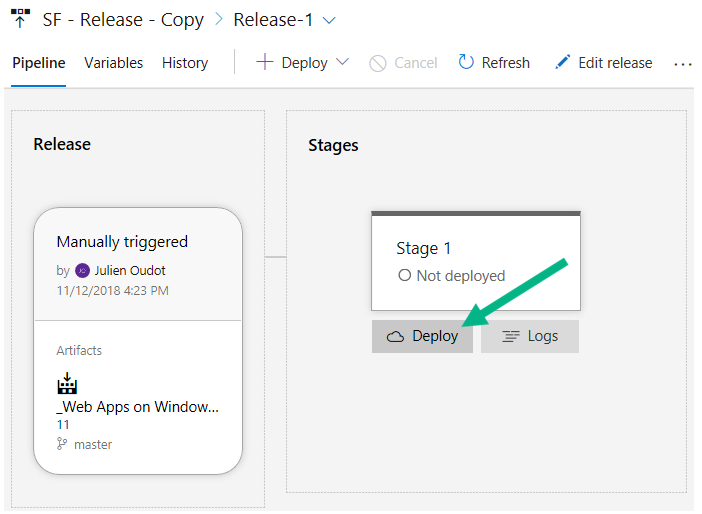 SF - Release - Copy > Release-1
Pipeline Variables History + Deploy Cancel Refresh Edit release ...
Release
Stages
Manually triggered
by JO Julien Oudot
11/12/2018 4:23 PM
Artifacts
_Web Apps on Window...
11
master
Stage 1
Not deployed
Deploy Logs